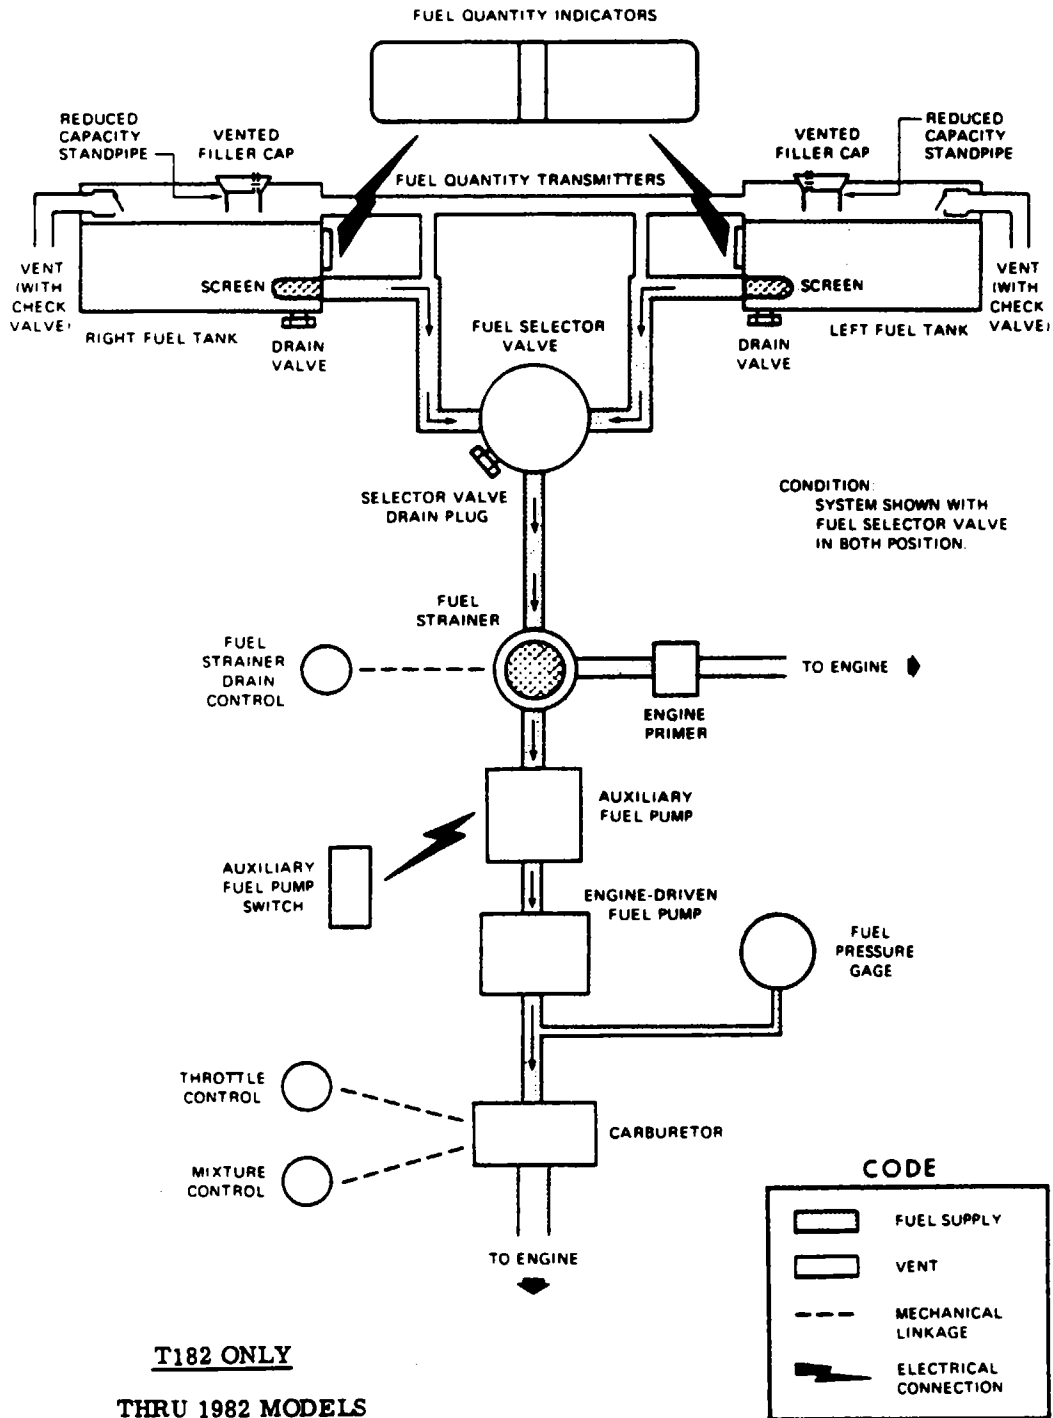 FUEL QUANTITY INDICATORS
REDUCED
CAPACITY
STANDPIPE
VENTED
FILLER CAP
FUEL QUANTITY TRANSMITTERS
VENTED
FILLER CAP
REDUCED
CAPACITY
STANDPIPE
VENT
(WITH
CHECK
VALVE)
SCREEN
RIGHT FUEL TANK
DRAIN
VALVE
FUEL SELECTOR
VALVE
SCREEN
LEFT FUEL TANK
DRAIN
VALVE
VENT
(WITH
CHECK
VALVE)
SELECTOR VALVE
DRAIN PLUG
CONDITION:
SYSTEM SHOWN WITH
FUEL SELECTOR VALVE
IN BOTH POSITION.
FUEL
STRAINER
FUEL
STRAINER
DRAIN
CONTROL
TO ENGINE
ENGINE
PRIMER
AUXILIARY
FUEL PUMP
AUXILIARY
FUEL PUMP
SWITCH
ENGINE-DRIVEN
FUEL PUMP
FUEL
PRESSURE
GAGE
THROTTLE
CONTROL
CARBURETOR
MIXTURE
CONTROL
TO ENGINE
CODE
FUEL SUPPLY
VENT
MECHANICAL
LINKAGE
ELECTRICAL
CONNECTION
T182 ONLY
THRU 1982 MODELS